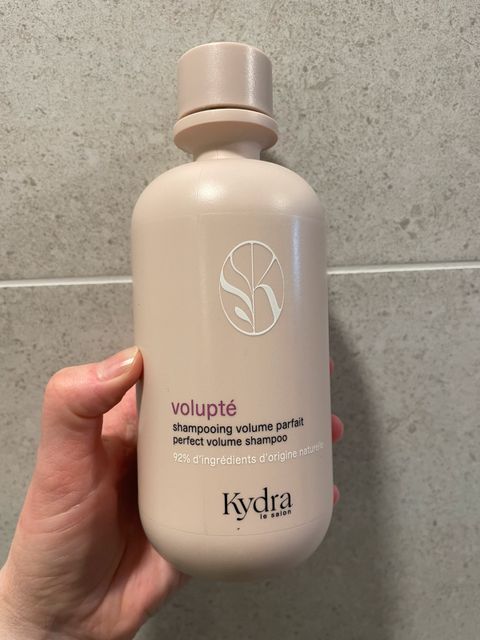 volupté
shampooing volume parfait
perfect volume shampoo
92% d'ingrédients d'origine naturelle
Kydra
le salon